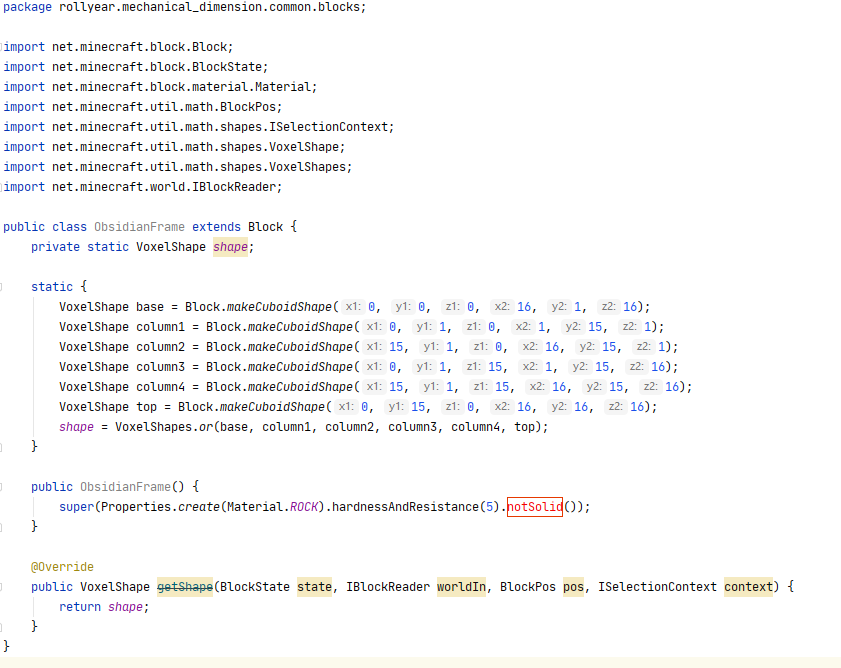 package rollyear.mechanical_dimension.common.blocks;
import net.minecraft.block.Block;
import net.minecraft.block.BlockState;
import net.minecraft.block.material.Material;
import net.minecraft.util.math.BlockPos;
import net.minecraft.util.math.shapes.ISelectionContext;
import net.minecraft.util.math.shapes.VoxelShape;
import net.minecraft.util.math.shapes.VoxelShapes;
import net.minecraft.world.IBlockReader;
public class ObsidianFrame extends Block {
private static VoxelShape shape;
static {
VoxelShape base = Block.makeCuboidShape( x1: 0, y1: 0, z1: 0, x2: 16, y2: 1, z2: 16);
VoxelShape column1 = Block.makeCuboidShape( x1: 0, y1: 1, z1: 0, x2: 1, y2: 15, z2: 1);
VoxelShape column2 = Block.makeCuboidShape( x1: 15, y1: 1, z1: 0, x2: 16, y2: 15, z2: 1);
VoxelShape column3 = Block.makeCuboidShape( x1: 0, y1: 1, z1: 15, x2: 1, y2: 15, z2: 16);
VoxelShape column4 = Block.makeCuboidShape( x1: 15, y1: 1, z1: 15, x2: 16, y2: 15, z2: 16);
VoxelShape top = Block.makeCuboidShape( x1: 0, y1: 15, z1: 0, x2: 16, y2: 16, z2: 16);
shape = VoxelShapes.or(base, column1, column2, column3, column4, top);
}
public ObsidianFrame() {
super(Properties.create(Material.ROCK).hardnessAndResistance(5).notSolid());
}
@Override
public VoxelShape getShape(BlockState state, IBlockReader worldIn, BlockPos pos, ISelectionContext context) {
return shape;
}
}